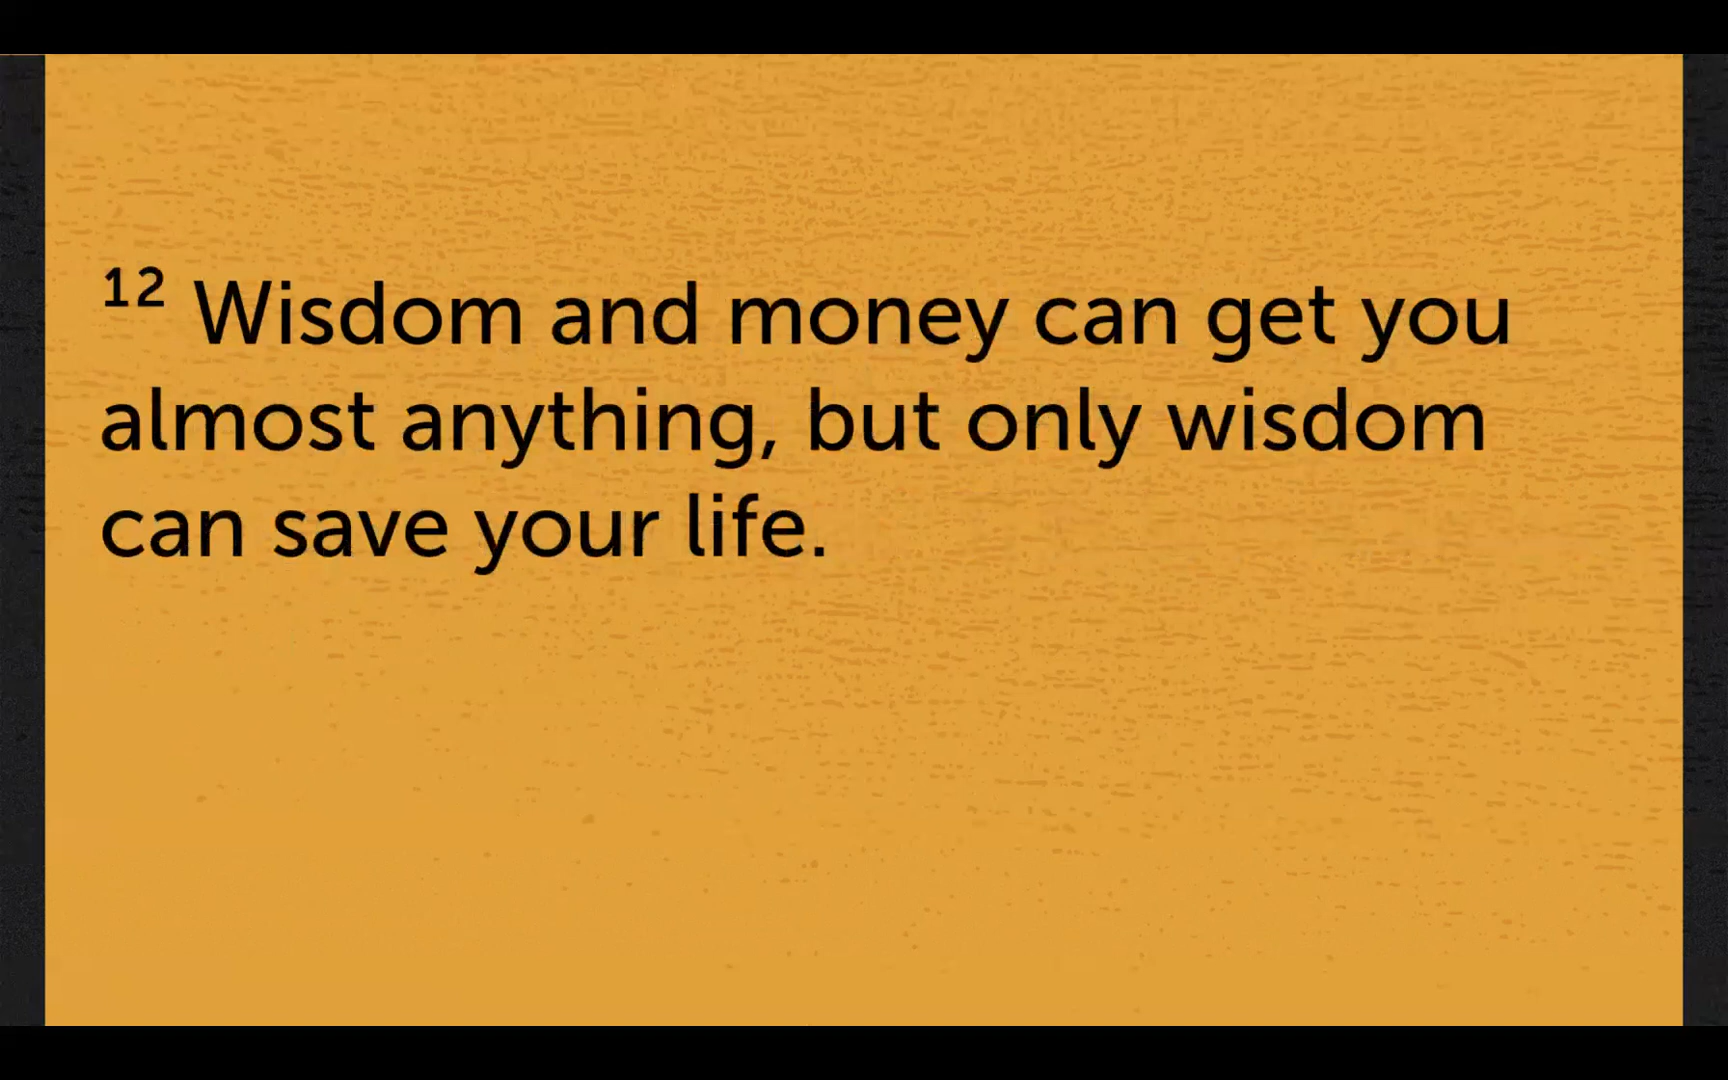 12 Wisdom and money can get you
almost anything, but only wisdom
can save your life.